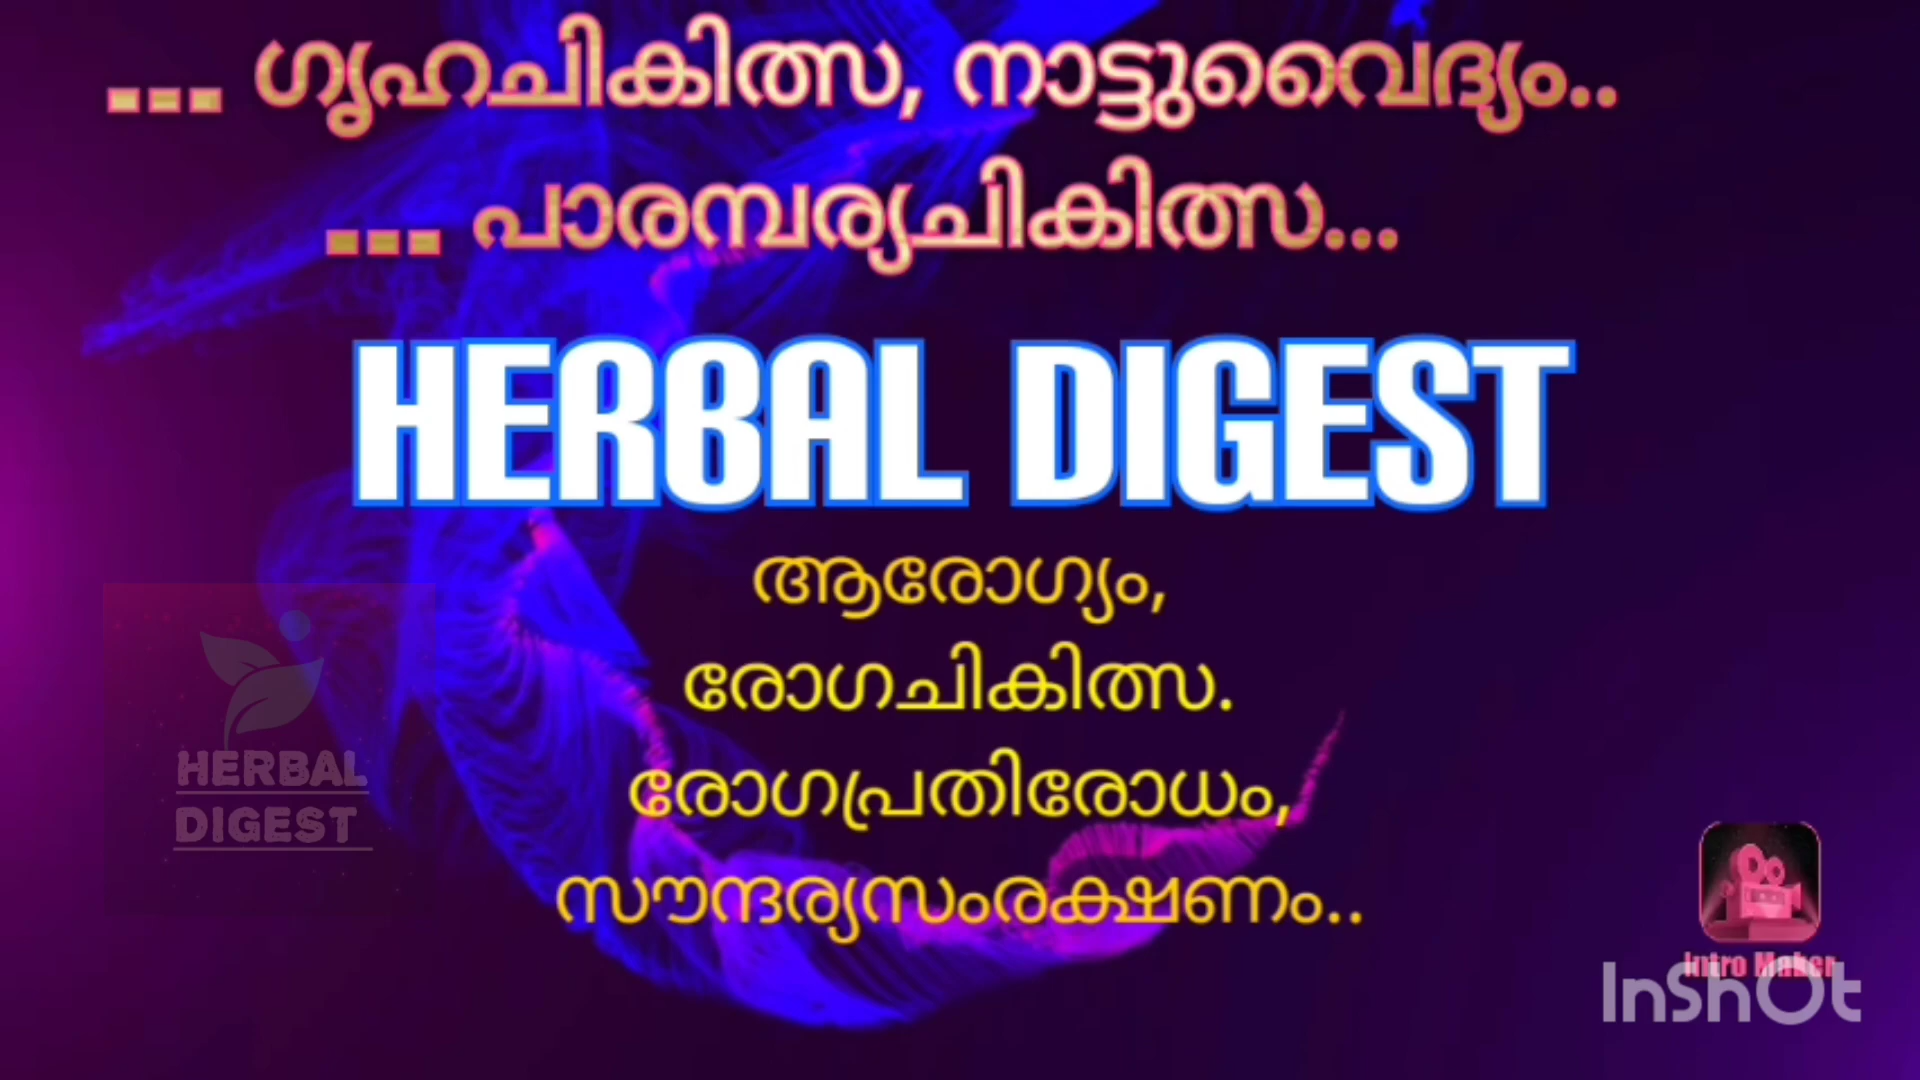 --- ഗൃഹചികിത്സ, നാട്ടുവൈദ്യം..
--- പാരമ്പര്യചികിത്സ...
HERBAL DIGEST
ആരോഗ്യം,
രോഗചികിത്സ.
രോഗപ്രതിരോധം,
സൗന്ദര്യസംരക്ഷണം..
HERBAL
DIGEST
Intro Maker
InShOt